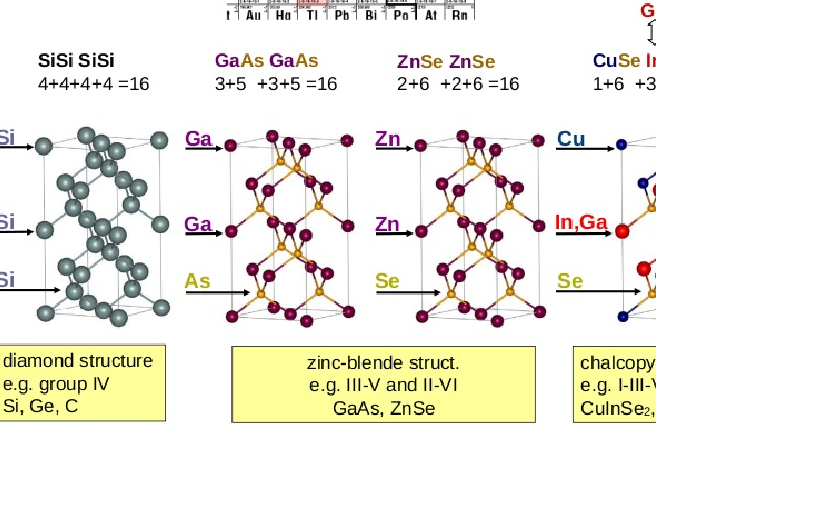 Au Hg Tl Pb Bi Po At Rn
G
SiSi SiSi
4+4+4+4 =16
GaAs GaAs
3+5 +3+5 =16
ZnSe ZnSe
2+6 +2+6 =16
CuSe In
1+6 +3
Si
Ga
Zn
Cu
Si
Ga
Zn
In,Ga
Si
As
Se
Se
diamond structure
e.g. group IV
Si, Ge, C
zinc-blende struct.
e.g. III-V and II-VI
GaAs, ZnSe
chalcopy
e.g. I-III-V
CuInSe₂,